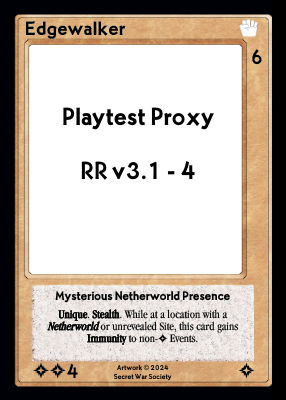 Edgewalker
6
Playtest Proxy
RR v3.1 - 4
Mysterious Netherworld Presence
Unique. Stealth. While at a location with a
Netherworld or unrevealed Site, this card gains
Immunity to non-✧ Events.
4
Artwork © 2024
Secret War Society